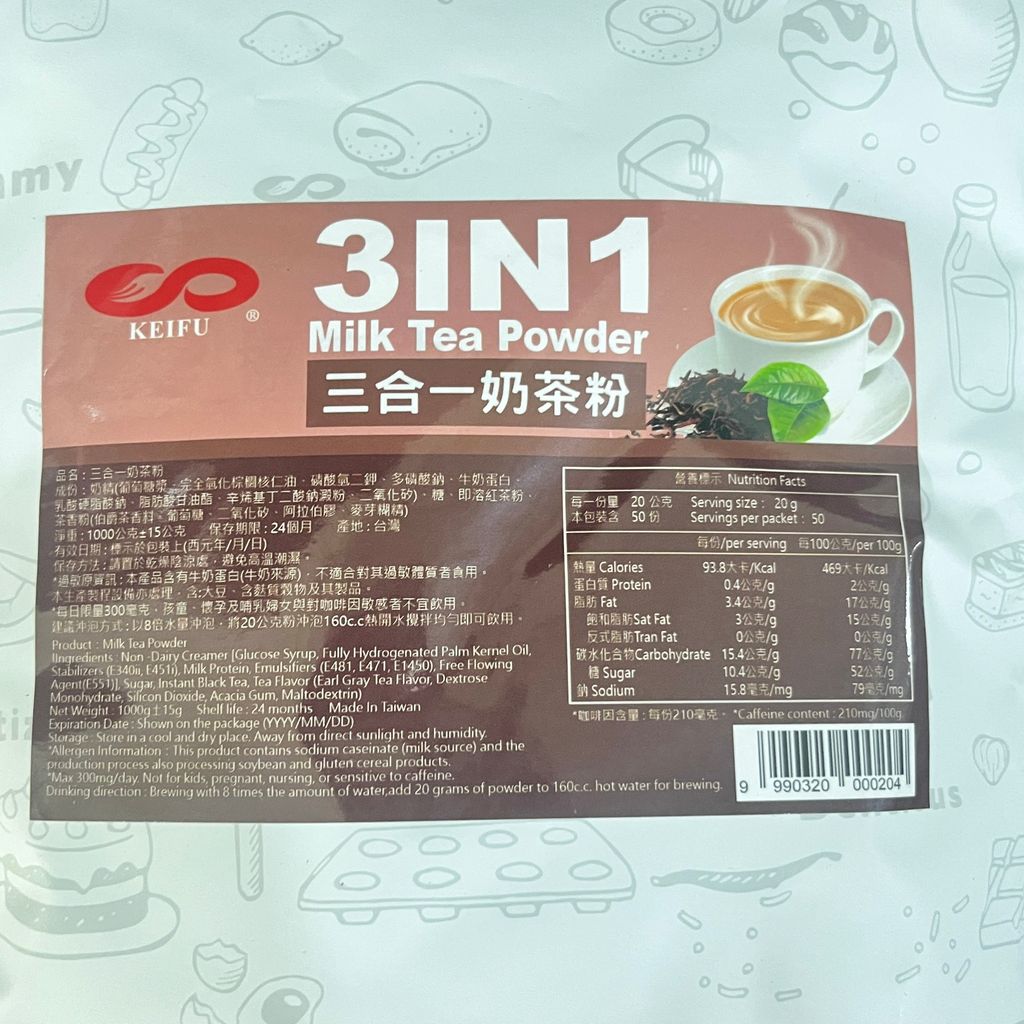 mmy
KEIFU ®
3IN1
Milk Tea Powder
三合一奶茶粉
品名：三合一奶茶粉
成份：奶精(葡萄糖漿、完全氫化棕櫚核仁油、磷酸氫二鉀、多磷酸鈉、牛奶蛋白、
乳酸硬脂酸鈉、脂肪酸甘油酯、辛烯基丁二酸鈉澱粉、二氧化矽)、糖、即溶紅茶粉、
茶香粉(伯爵茶香料、葡萄糖、二氧化矽、阿拉伯膠、麥芽糊精)
淨重：1000公克±15公克 保存期限：24個月 產地：台灣
有效日期：標示於包裝上(西元年/月/日)
保存方法：請置於乾燥陰涼處，避免高溫潮濕。
*過敏原資訊：本產品含有牛奶蛋白(牛奶來源)，不適合對其過敏體質者食用。
本生產製程設備亦處理，含:大豆、含麩質穀物及其製品。
*每日限量300毫克，孩童、懷孕及哺乳婦女與對咖啡因敏感者不宜飲用。
建議沖泡方式：以8倍水量沖泡，將20公克粉沖泡160c.c熱開水攪拌均勻即可飲用。
Product : Milk Tea Powder
IIngredients : Non -Dairy Creamer [Glucose Syrup, Fully Hydrogenated Palm Kernel Oil,
Stabilizers (E340ii, E451i), Milk Protein, Emulsifiers (E481, E471, E1450), Free Flowing
Agent(E551)], Sugar, Instant Black Tea, Tea Flavor (Earl Gray Tea Flavor, Dextrose
Monohydrate, Silicon Dioxide, Acacia Gum, Maltodextrin)
Net Weight : 1000g±15g Shelf life : 24 months Made In Taiwan
Expiration Date : Shown on the package (YYYY/MM/DD)
Storage : Store in a cool and dry place. Away from direct sunlight and humidity.
*Allergen Information : This product contains sodium caseinate (milk source) and the
production process also processing soybean and gluten cereal products.
*Max 300mg/day. Not for kids, pregnant, nursing, or sensitive to caffeine.
Drinking direction : Brewing with 8 times the amount of water,add 20 grams of powder to 160c.c. hot water for brewing.
營養標示 Nutrition Facts
每一份量 20 公克 Serving size : 20 g
本包裝含 50 份 Servings per packet : 50
每份/per serving 每100公克/per 100g
熱量 Calories 93.8大卡/Kcal 469大卡/Kcal
蛋白質 Protein 0.4公克/g 2公克/g
脂肪 Fat 3.4公克/g 17公克/g
飽和脂肪Sat Fat 3公克/g 15公克/g
反式脂肪Tran Fat 0公克/g 0公克/g
碳水化合物Carbohydrate 15.4公克/g 77公克/g
糖 Sugar 10.4公克/g 52公克/g
鈉 Sodium 15.8毫克/mg 79毫克/mg
*咖啡因含量：每份210毫克。 *Caffeine content : 210mg/100g
9 990320 000204
us